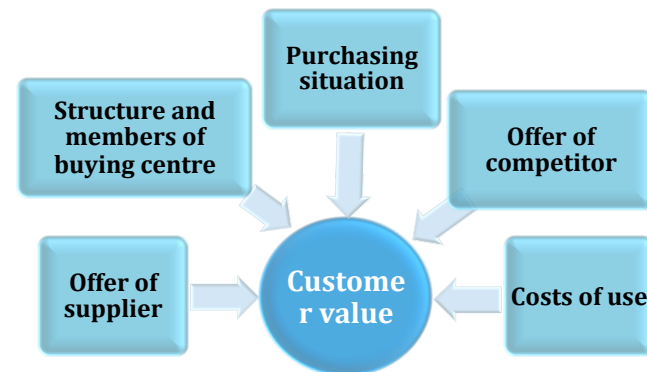 Purchasing
situation
Structure and
members of
buying centre
Offer of
competitor
Offer of
supplier
Custome
r value
Costs of use